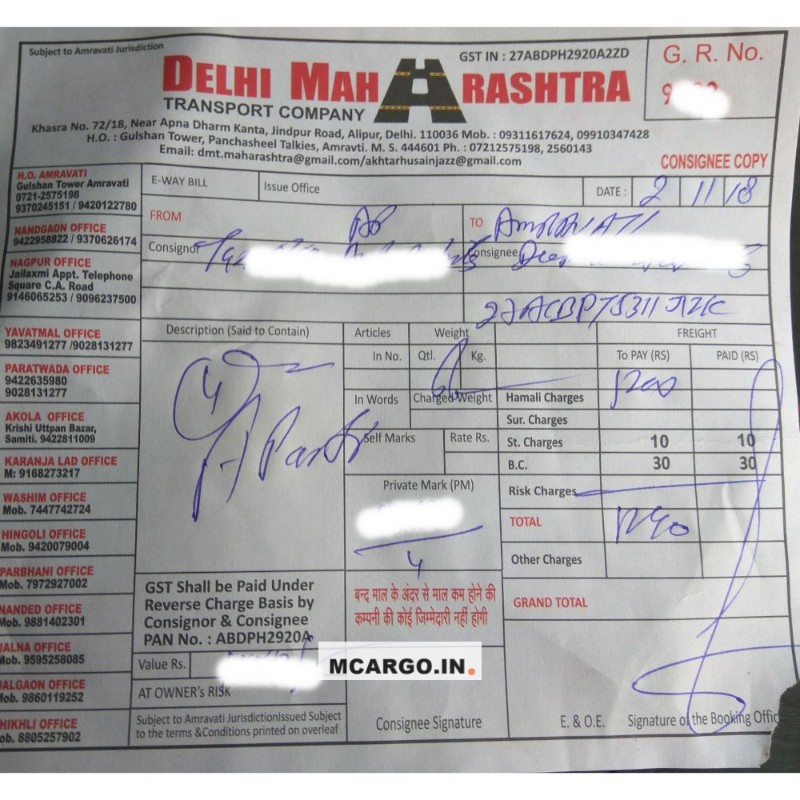 Subject to Amravati Jurisdiction
GST IN : 27ABDPH2920A2ZD
G. R. No.
DELHI MAHARASHTRA
TRANSPORT COMPANY
Khasra No. 72/18, Near Apna Dharm Kanta, Jindpur Road, Alipur, Delhi. 110036 Mob. : 09311617624, 09910347428
H.O. : Gulshan Tower, Panchasheel Talkies, Amravti. M. S. 444601 Ph. : 07212575198, 2560143
Email: dmt.maharashtra@gmail.com/akhtarhusainjazz@gmail.com
CONSIGNEE COPY
H.O. AMRAVATI
Gulshan Tower Amravati
0721-2575198
9370245151 / 9420122780
NANDGAON OFFICE
9422958822 / 9370626174
NAGPUR OFFICE
Jailaxmi Appt. Telephone
Square C.A. Road
9146065253 / 9096237500
YAVATMAL OFFICE
9823491277 /9028131277
PARATWADA OFFICE
9422635980
9028131277
AKOLA OFFICE
Krishi Uttpan Bazar,
Samiti. 9422811009
KARANJA LAD OFFICE
M: 9168273217
WASHIM OFFICE
Mob. 7447742724
HINGOLI OFFICE
Mob. 9420079004
PARBHANI OFFICE
Mob. 7972927002
NANDED OFFICE
Mob. 9881402301
JALNA OFFICE
Mob. 9595258085
JALGAON OFFICE
Mob. 9860119252
CHIKHLI OFFICE
ob. 8805257902
E-WAY BILL
Issue Office
DATE : 2 11 18
FROM
TO AMRAVATI
Consignor
Consignee
Description (Said to Contain)
Articles
Weight
FREIGHT
In No.
Qtl.
Kg.
TO PAY (RS)
PAID (RS)
In Words
Charged Weight
Hamali Charges 1200
Sur. Charges
Self Marks
Rate Rs.
St. Charges 10 10
B.C. 30 30
Private Mark (PM)
Risk Charges
TOTAL 1240
4
Other Charges
4
GRAND TOTAL
GST Shall be Paid Under
Reverse Charge Basis by
Consignor & Consignee
PAN No. : ABDPH2920A
बन्द माल के अंदर से माल कम होने की
कम्पनी की कोई जिम्मेदारी नहीं होगी
Value Rs.
MCARGO.IN.
AT OWNER'S RISK
Subject to Amravati JurisdictionIssued Subject
to the terms &Conditions printed on overleaf
Consignee Signature
E. & O.E.
Signature of the Booking Offic